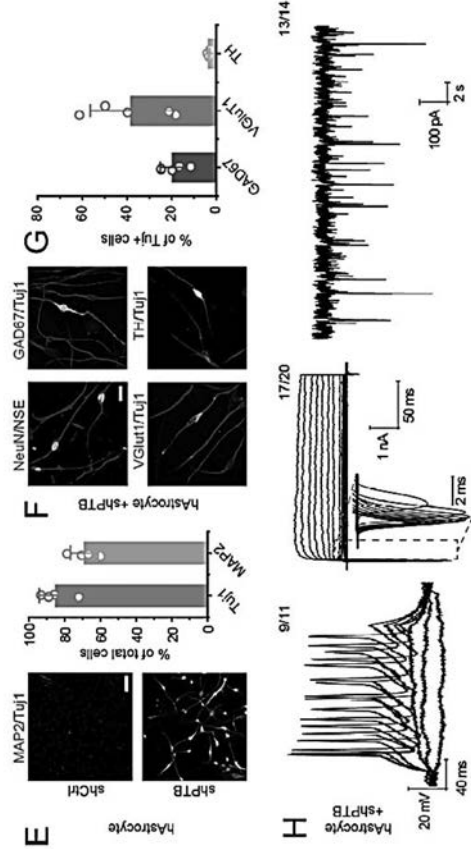 E
MAP2/Tuj1
hAstrocyte
shCtrl
shPTB
% of total cells
100
80
60
40
20
0
Tuj1
MAP2
F
hAstrocyte +shPTB
NeuN/NSE
GAD67/Tuj1
VGlut1/Tuj1
TH/Tuj1
G
% of Tuj+ cells
80
60
40
20
0
GAD67
VGluT1
TH
H
hAstrocyte
+shPTB
9/11
20 mV
40 ms
17/20
1 nA
50 ms
2 ms
13/14
100 pA
2 s